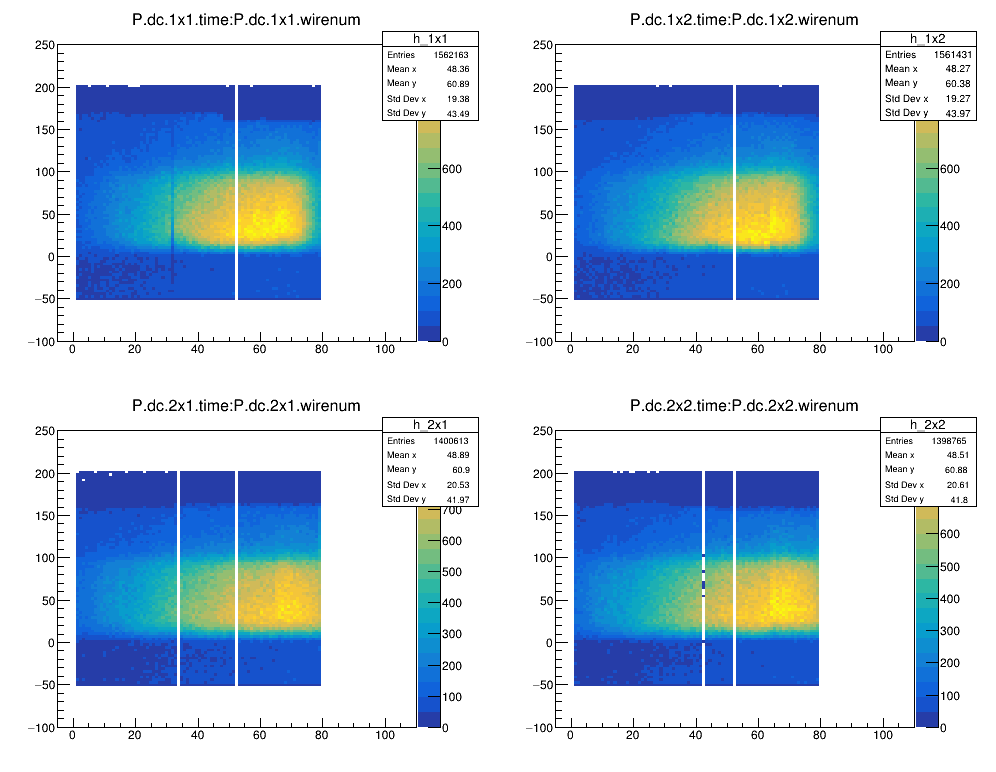 P.dc.1x1.time:P.dc.1x1.wirenum
h_1x1
Entries 1562163
Mean x 48.36
Mean y 60.89
Std Dev x 19.38
Std Dev y 43.49
250
200
150
100
50
0
−50
−100
0 20 40 60 80 100
600
400
200
0
P.dc.1x2.time:P.dc.1x2.wirenum
h_1x2
Entries 1561431
Mean x 48.27
Mean y 60.38
Std Dev x 19.27
Std Dev y 43.97
250
200
150
100
50
0
−50
−100
0 20 40 60 80 100
600
400
200
0
P.dc.2x1.time:P.dc.2x1.wirenum
h_2x1
Entries 1400613
Mean x 48.89
Mean y 60.9
Std Dev x 20.53
Std Dev y 41.97
250
200
150
100
50
0
−50
−100
0 20 40 60 80 100
700
600
500
400
300
200
100
0
P.dc.2x2.time:P.dc.2x2.wirenum
h_2x2
Entries 1398765
Mean x 48.51
Mean y 60.88
Std Dev x 20.61
Std Dev y 41.8
250
200
150
100
50
0
−50
−100
0 20 40 60 80 100
600
500
400
300
200
100
0